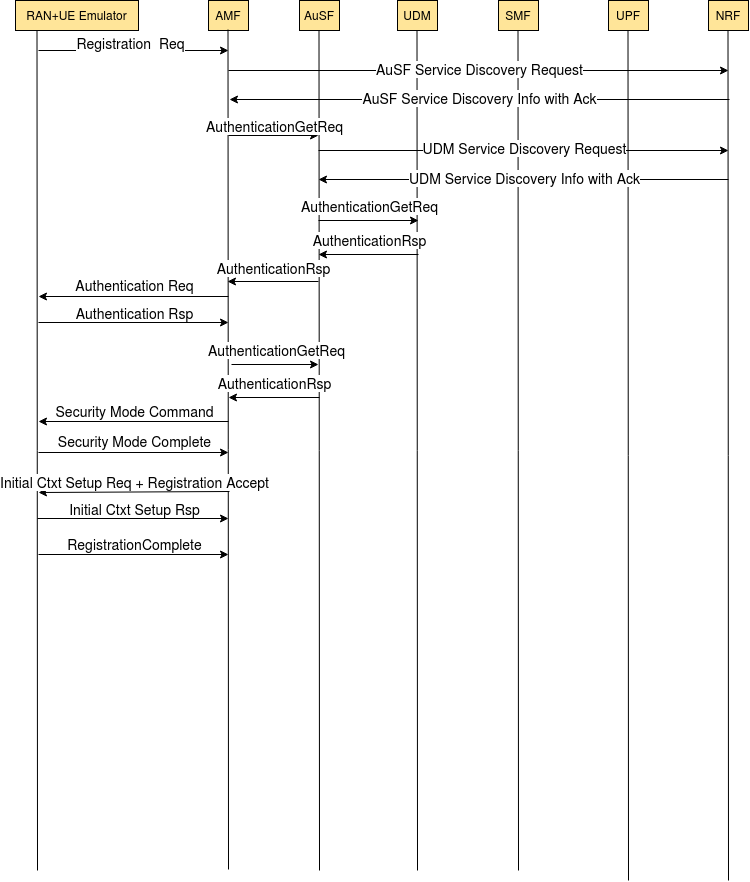 RAN+UE Emulator
AMF
AuSF
UDM
SMF
UPF
NRF
Registration Req
AuSF Service Discovery Request
AuSF Service Discovery Info with Ack
AuthenticationGetReq
UDM Service Discovery Request
UDM Service Discovery Info with Ack
AuthenticationGetReq
AuthenticationRsp
AuthenticationRsp
Authentication Req
Authentication Rsp
AuthenticationGetReq
AuthenticationRsp
Security Mode Command
Security Mode Complete
Initial Ctxt Setup Req + Registration Accept
Initial Ctxt Setup Rsp
RegistrationComplete